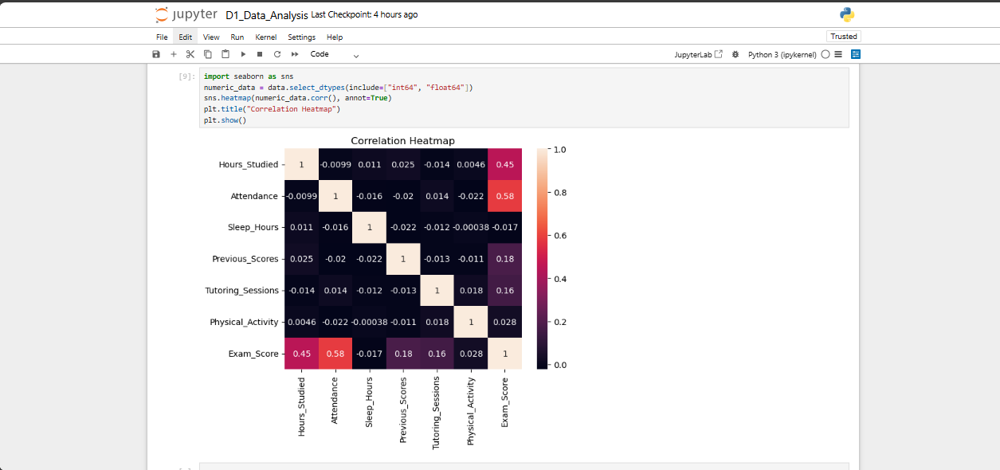 jupyter D1_Data_Analysis Last Checkpoint: 4 hours ago
File Edit View Run Kernel Settings Help
Trusted
Code
JupyterLab
Python 3 (ipykernel)
[9]:
import seaborn as sns
numeric_data = data.select_dtypes(include=["int64", "float64"])
sns.heatmap(numeric_data.corr(), annot=True)
plt.title("Correlation Heatmap")
plt.show()
Correlation Heatmap
Hours_Studied 1 -0.0099 0.011 0.025 -0.014 0.0046 0.45
Attendance -0.0099 1 -0.016 -0.02 0.014 -0.022 0.58
Sleep_Hours 0.011 -0.016 1 -0.022 -0.012 -0.00038 -0.017
Previous_Scores 0.025 -0.02 -0.022 1 -0.013 -0.011 0.18
Tutoring_Sessions -0.014 0.014 -0.012 -0.013 1 0.018 0.16
Physical_Activity 0.0046 -0.022 -0.00038 -0.011 0.018 1 0.028
Exam_Score 0.45 0.58 -0.017 0.18 0.16 0.028 1
Hours_Studied
Attendance
Sleep_Hours
Previous_Scores
Tutoring_Sessions
Physical_Activity
Exam_Score
1.0
0.8
0.6
0.4
0.2
0.0